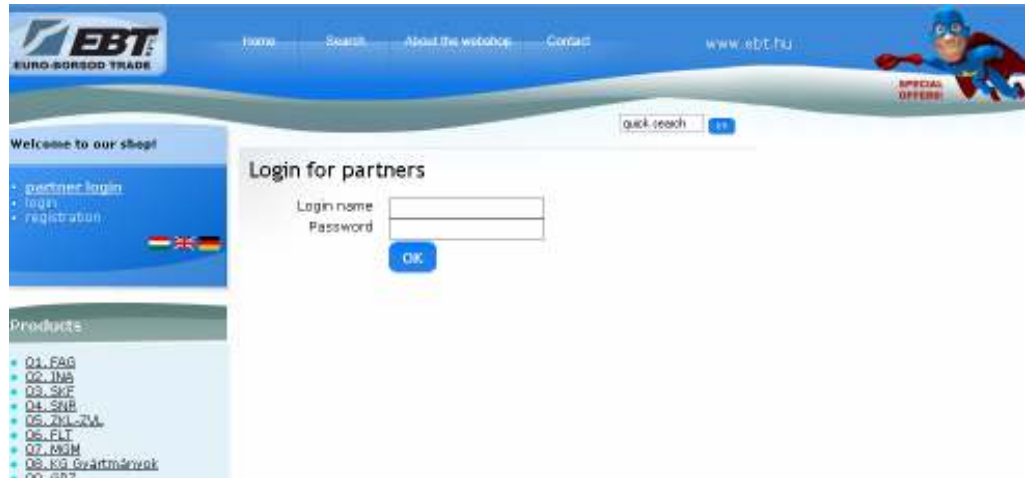 EBT Kft.
EURO-BORSOD TRADE
Home Search About the webshop Contact
www.ebt.hu
SPECIAL
OFFERS!
quick search >>
Welcome to our shop!
partner login
login
registration
Login for partners
Login name
Password
OK
Products
01. FAG
02. INA
03. SKF
04. SNR
05. ZKL-ZVL
06. FLT
07. MGM
08. KG Gyártmányok